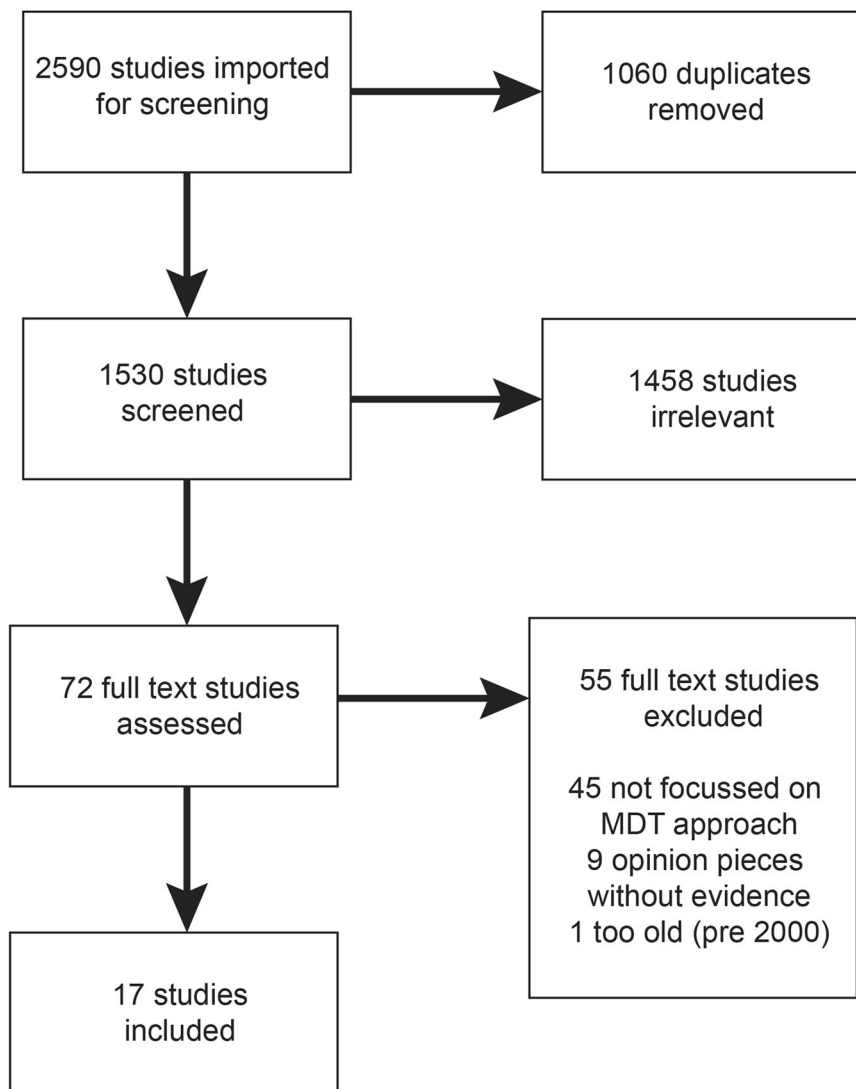 2590 studies imported
for screening
1060 duplicates
removed
1530 studies
screened
1458 studies
irrelevant
72 full text studies
assessed
55 full text studies
excluded
45 not focussed on
MDT approach
9 opinion pieces
without evidence
1 too old (pre 2000)
17 studies
included